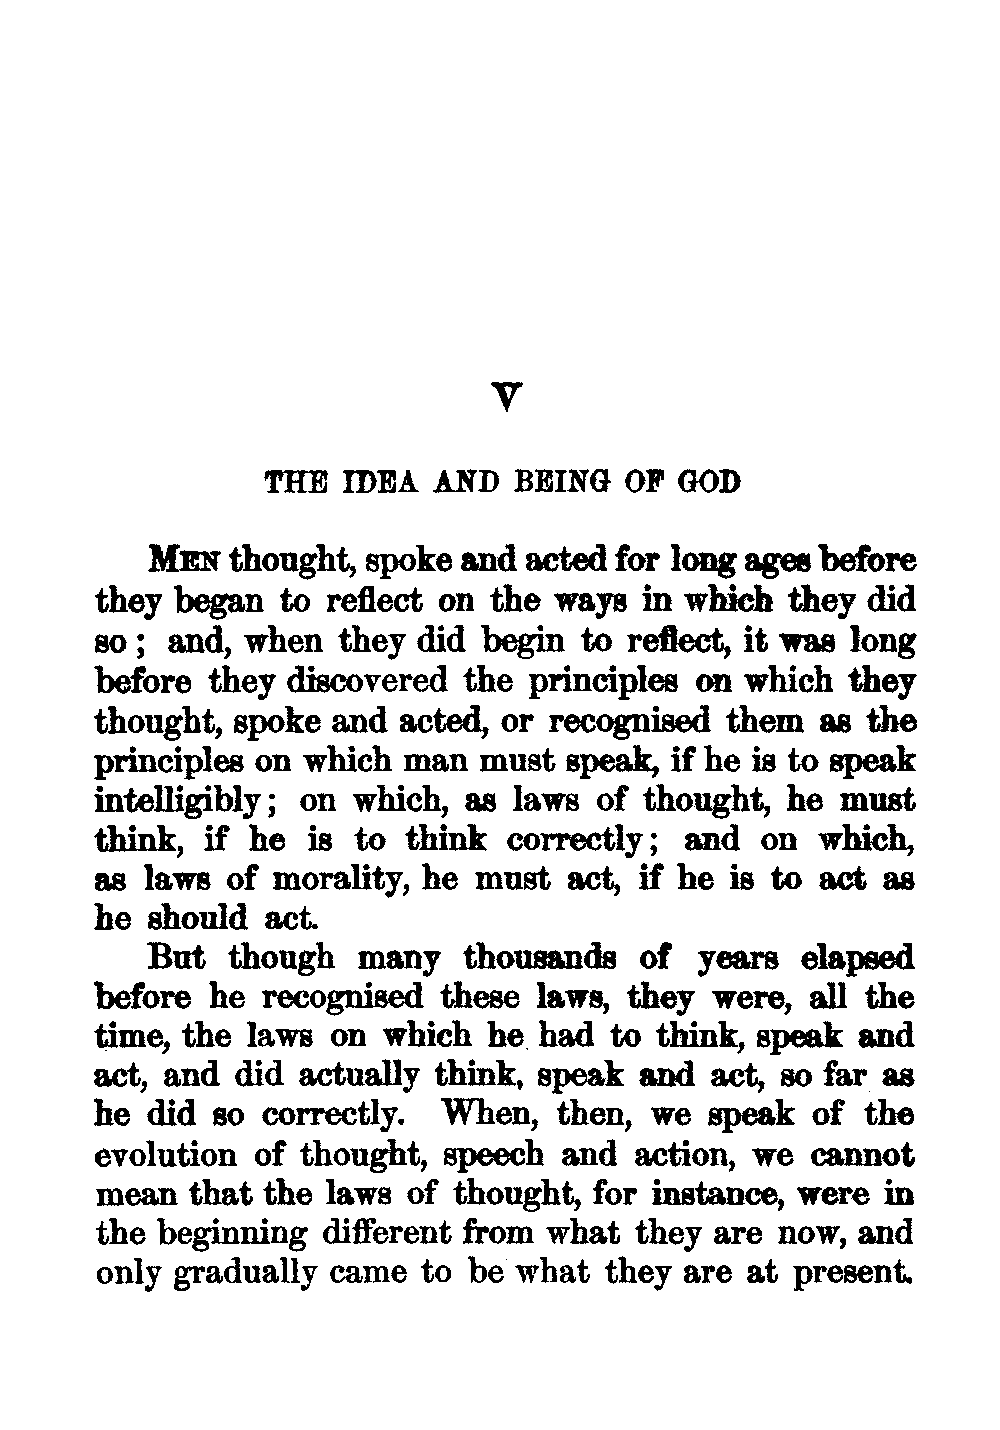 V
THE IDEA AND BEING OF GOD
MEN thought, spoke and acted for long ages before
they began to reflect on the ways in which they did
so ; and, when they did begin to reflect, it was long
before they discovered the principles on which they
thought, spoke and acted, or recognised them as the
principles on which man must speak, if he is to speak
intelligibly; on which, as laws of thought, he must
think, if he is to think correctly; and on which,
as laws of morality, he must act, if he is to act as
he should act.
But though many thousands of years elapsed
before he recognised these laws, they were, all the
time, the laws on which he had to think, speak and
act, and did actually think, speak and act, so far as
he did so correctly. When, then, we speak of the
evolution of thought, speech and action, we cannot
mean that the laws of thought, for instance, were in
the beginning different from what they are now, and
only gradually came to be what they are at present.